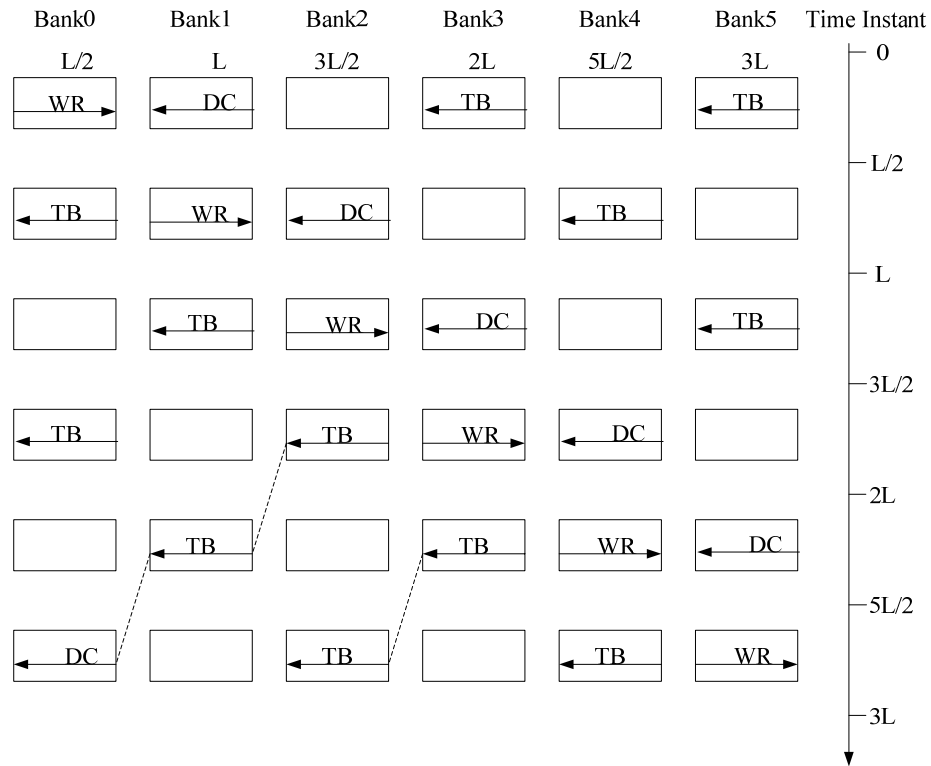 Bank0 Bank1 Bank2 Bank3 Bank4 Bank5 Time Instant
L/2 L 3L/2 2L 5L/2 3L 0
WR DC TB TB
L/2
TB WR DC TB
L
TB WR DC TB
3L/2
TB TB WR DC
2L
TB TB WR DC
5L/2
DC TB TB WR
3L